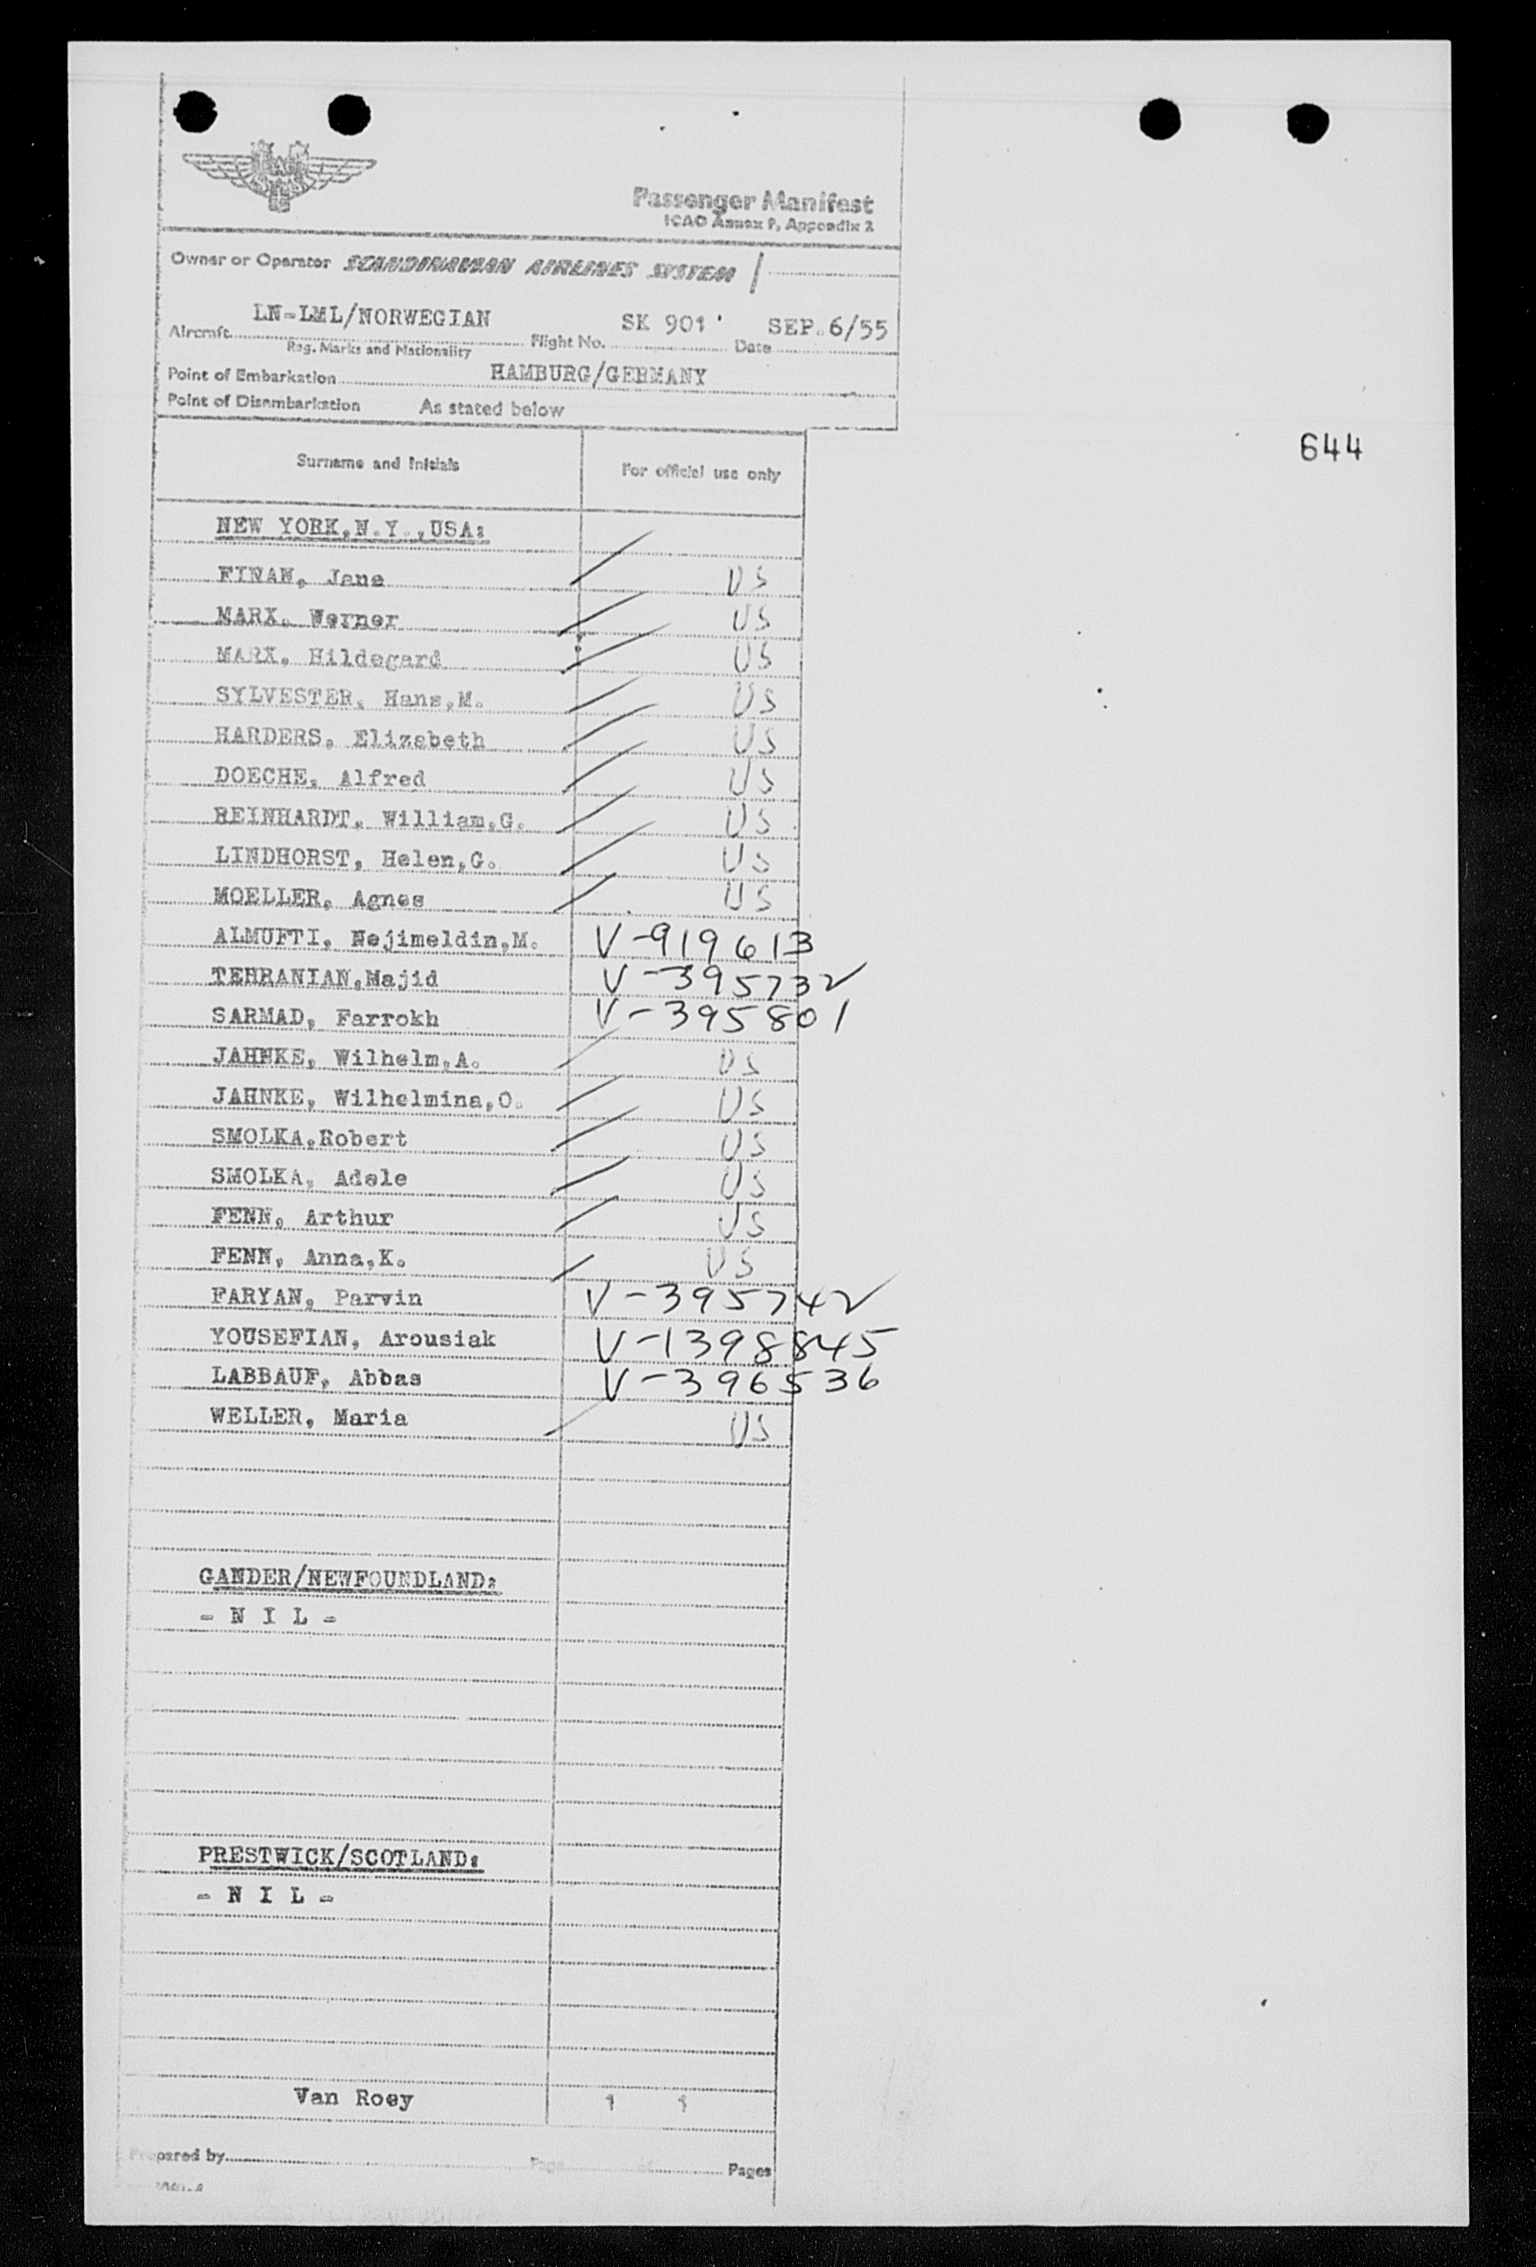 Passenger Manifest
ICAO Annex 9, Appendix 2
Owner or Operator SCANDINAVIAN AIRLINES SYSTEM
LN-LML/NORWEGIAN SK 901 SEP. 6/55
Aircraft Flight No. Date
Reg. Marks and Nationality
Point of Embarkation HAMBURG/GERMANY
Point of Disembarkation As stated below
644
Surname and Initials For official use only
NEW YORK,N.Y.,USA:
FINAN, Jane US
MARX. Werner US
MARX, Hildegard US
SYLVESTER, Hans,M. US
HARDERS, Elizabeth US
DOECHE, Alfred US
REINHARDT, William,G. US
LINDHORST, Helen,G. US
MOELLER, Agnes US
ALMUFTI, Nejimeldin,M. V-919613
TEHRANIAN,Majid V-395732
SARMAD, Farrokh V-395801
JAHNKE, Wilhelm,A. US
JAHNKE, Wilhelmina,O. US
SMOLKA,Robert US
SMOLKA, Adele US
FENN, Arthur US
FENN, Anna,K. US
FARYAN, Parvin V-395742
YOUSEFIAN, Arousiak V-1398845
LABBAUF, Abbas V-396536
WELLER, Maria US
GANDER/NEWFOUNDLAND:
- N I L -
PRESTWICK/SCOTLAND:
- N I L -
Van Roey 1 1
Prepared by Page of Pages